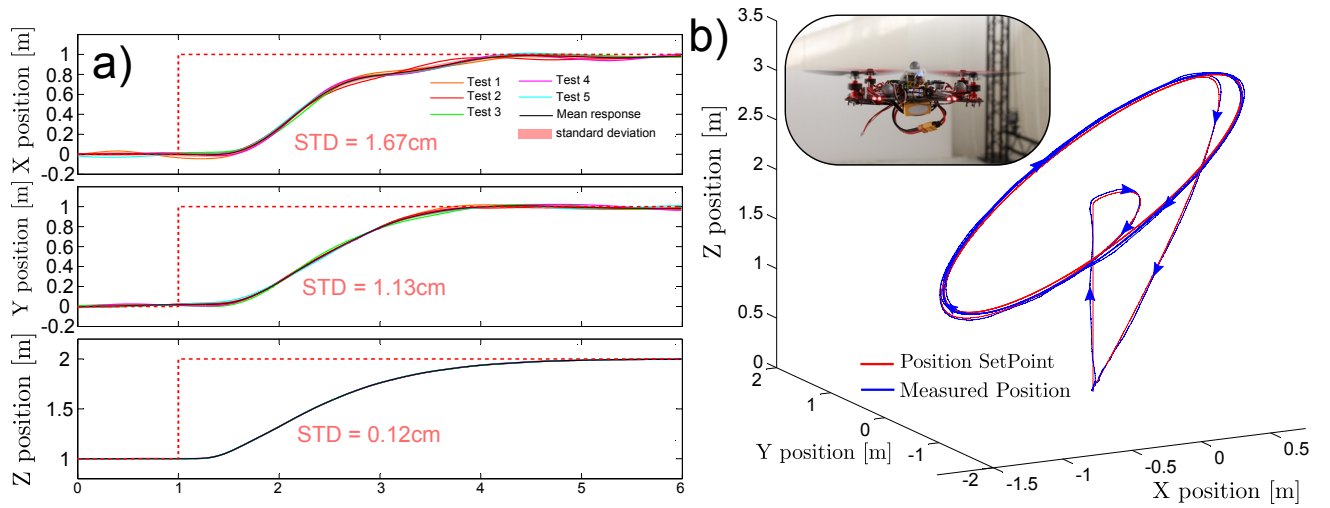 a)
X position [m]
1
0.8
0.6
0.4
0.2
0
-0.2
Test 1
Test 2
Test 3
Test 4
Test 5
Mean response
standard deviation
STD = 1.67cm
Y position [m]
1
0.8
0.6
0.4
0.2
0
-0.2
STD = 1.13cm
Z position [m]
2
1.5
1
STD = 0.12cm
0 1 2 3 4 5 6
b)
Z position [m]
3.5
3
2.5
2
1.5
1
0.5
0
Position SetPoint
Measured Position
Y position [m]
2
1
0
-1
-2
X position [m]
-1.5
-1
-0.5
0
0.5